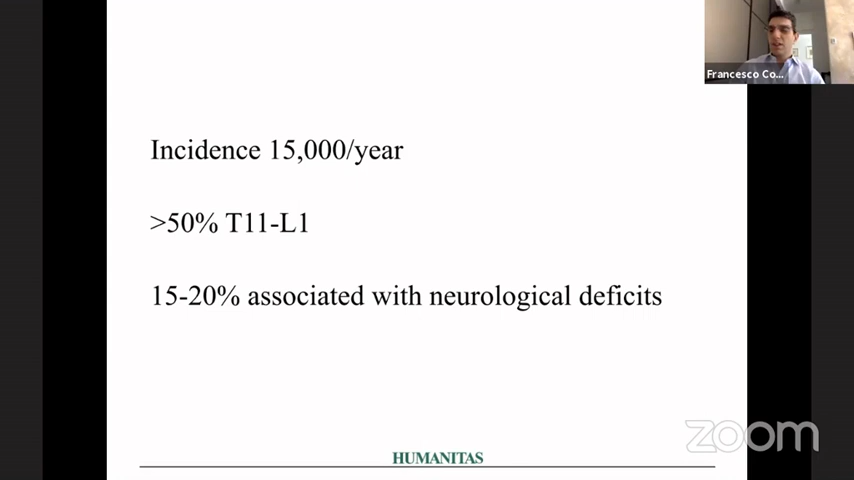 Francesco Co...
Incidence 15,000/year
>50% T11-L1
15-20% associated with neurological deficits
HUMANITAS
zoom